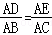 AD/AB = AE/AC